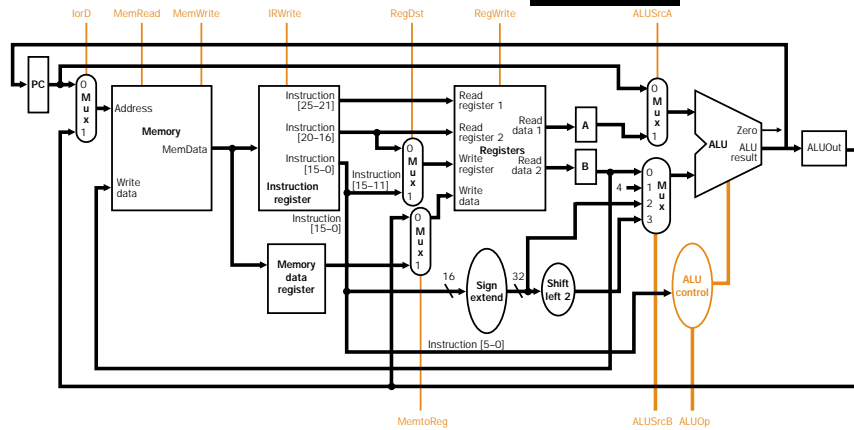 IorD
MemRead
MemWrite
IRWrite
RegDst
RegWrite
ALUSrcA
PC
0
M
u
x
1
Address
Memory
MemData
Write
data
Instruction
[25–21]
Instruction
[20–16]
Instruction
[15–0]
Instruction
register
Instruction
[15–11]
Instruction
[15–0]
Memory
data
register
0
M
u
x
1
0
M
u
x
1
Read
register 1
Read
register 2
Write
register
Write
data
Registers
Read
data 1
Read
data 2
A
B
16
Sign
extend
32
Shift
left 2
Instruction [5–0]
0
M
u
x
1
4
0
1
2
3
M
u
x
Zero
ALU
ALU
result
ALUOut
ALU
control
MemtoReg
ALUSrcB
ALUOp